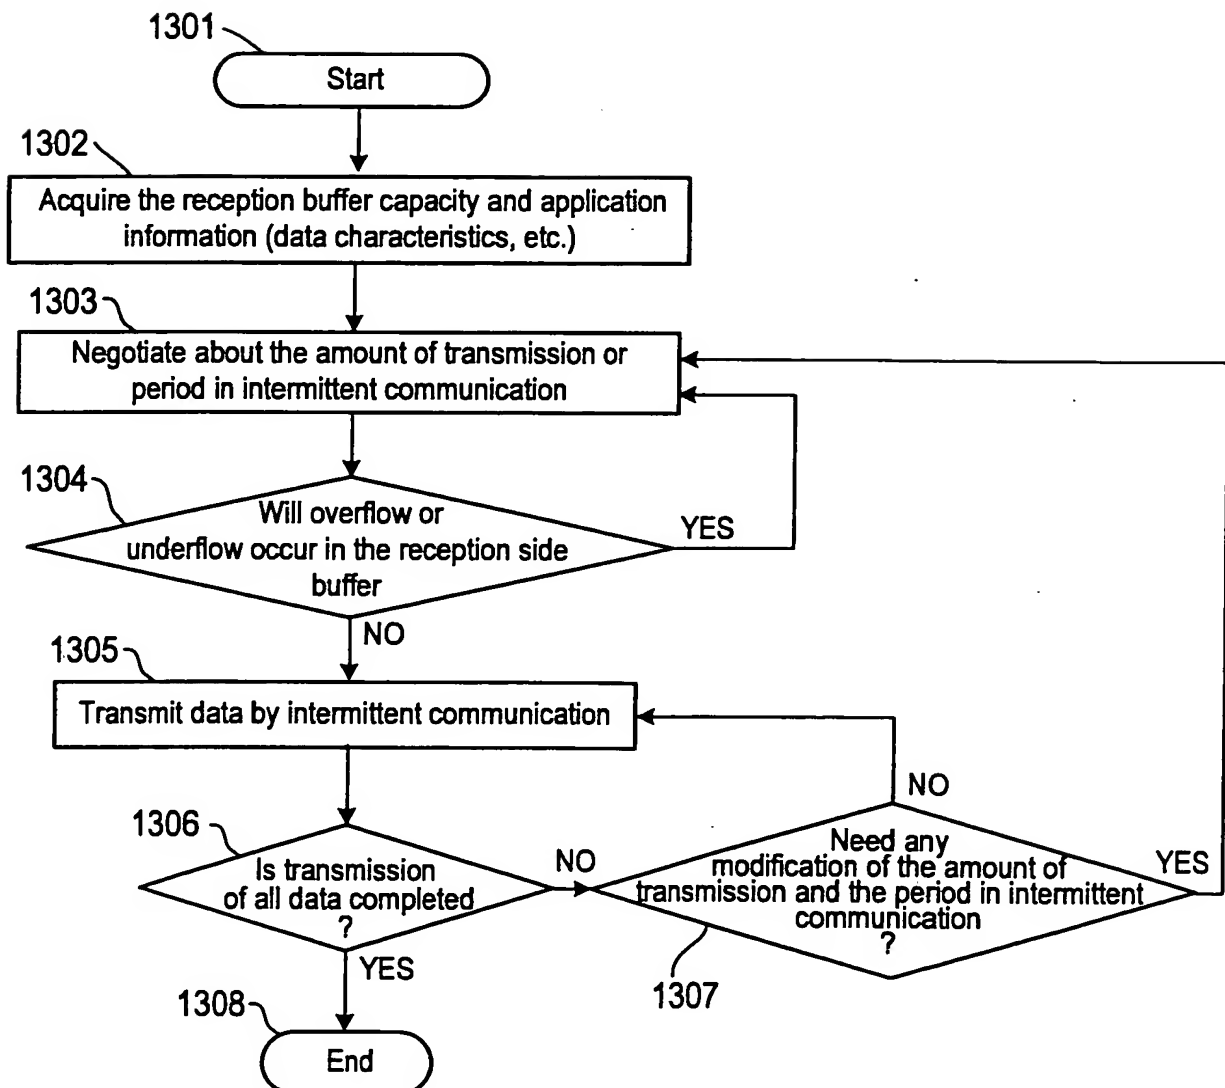 1301
Start
1302
Acquire the reception buffer capacity and application
information (data characteristics, etc.)
1303
Negotiate about the amount of transmission or
period in intermittent communication
1304
Will overflow or
underflow occur in the reception side
buffer
YES
NO
1305
Transmit data by intermittent communication
NO
1306
Is transmission
of all data completed
?
NO
Need any
modification of the amount of
transmission and the period in intermittent
communication
?
YES
1307
YES
1308
End